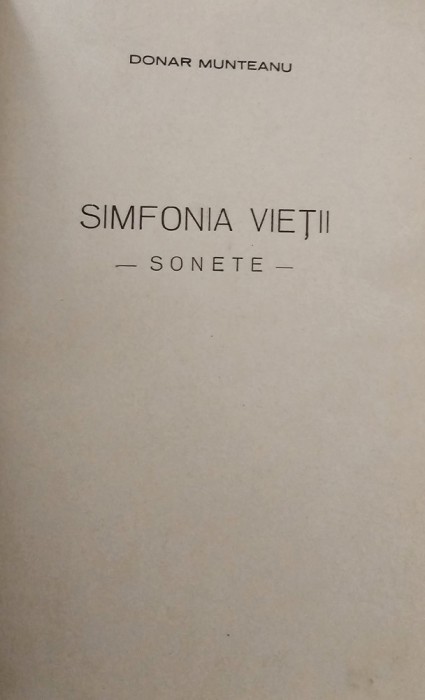 DONAR MUNTEANU
SIMFONIA VIEȚII
— SONETE —